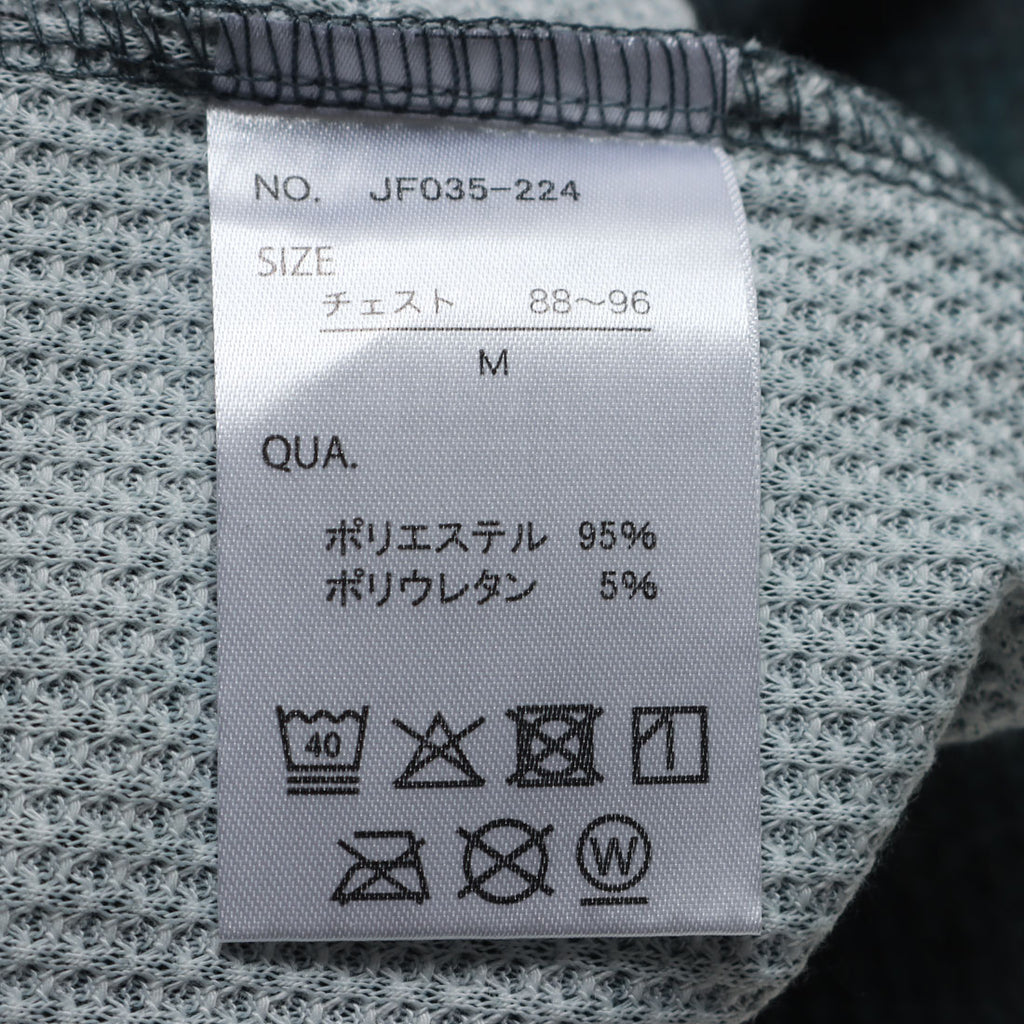 NO. JF035-224
SIZE
チェスト 88～96
M
QUA.
ポリエステル 95%
ポリウレタン 5%
40
W